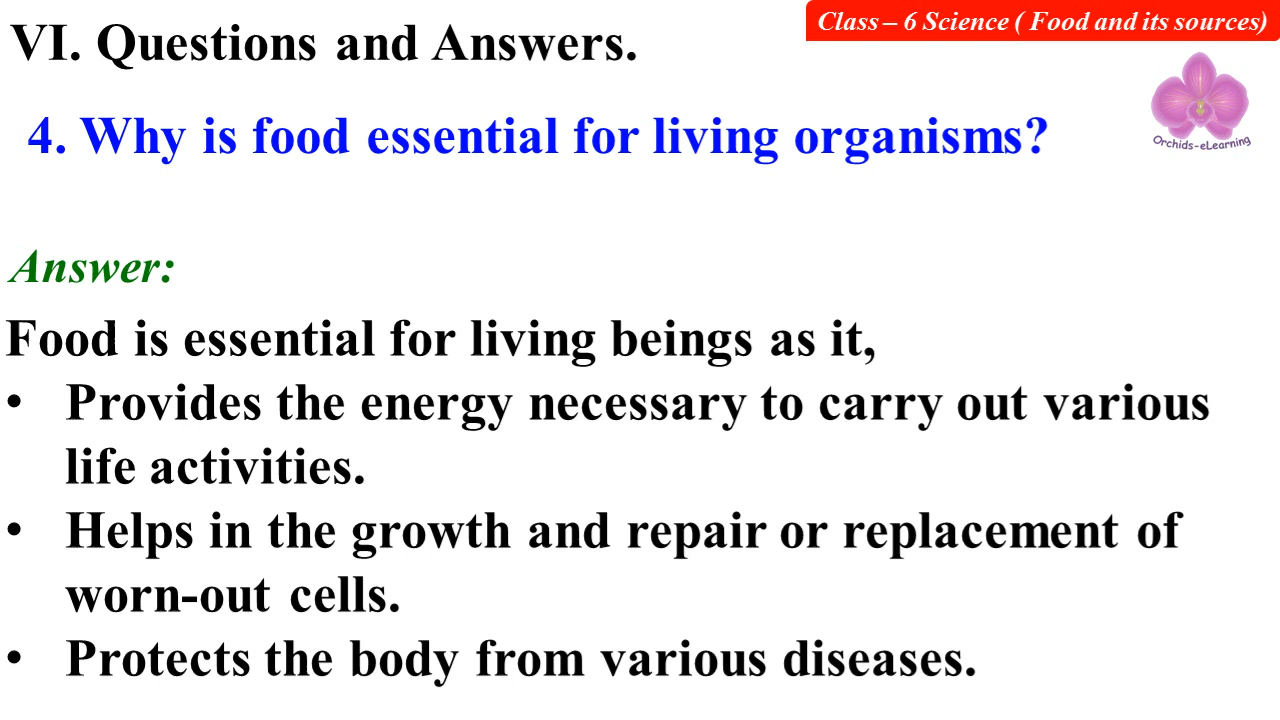 Class – 6 Science ( Food and its sources)
VI. Questions and Answers.
Orchids-eLearning
4. Why is food essential for living organisms?
Answer:
Food is essential for living beings as it,
• Provides the energy necessary to carry out various
life activities.
• Helps in the growth and repair or replacement of
worn-out cells.
• Protects the body from various diseases.